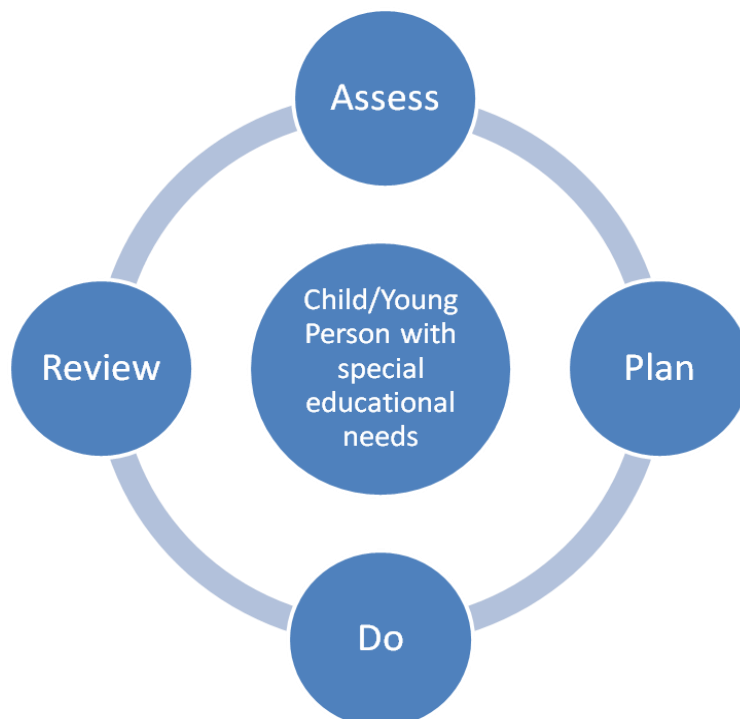 Assess
Child/Young
Person with
special
educational
needs
Review
Plan
Do